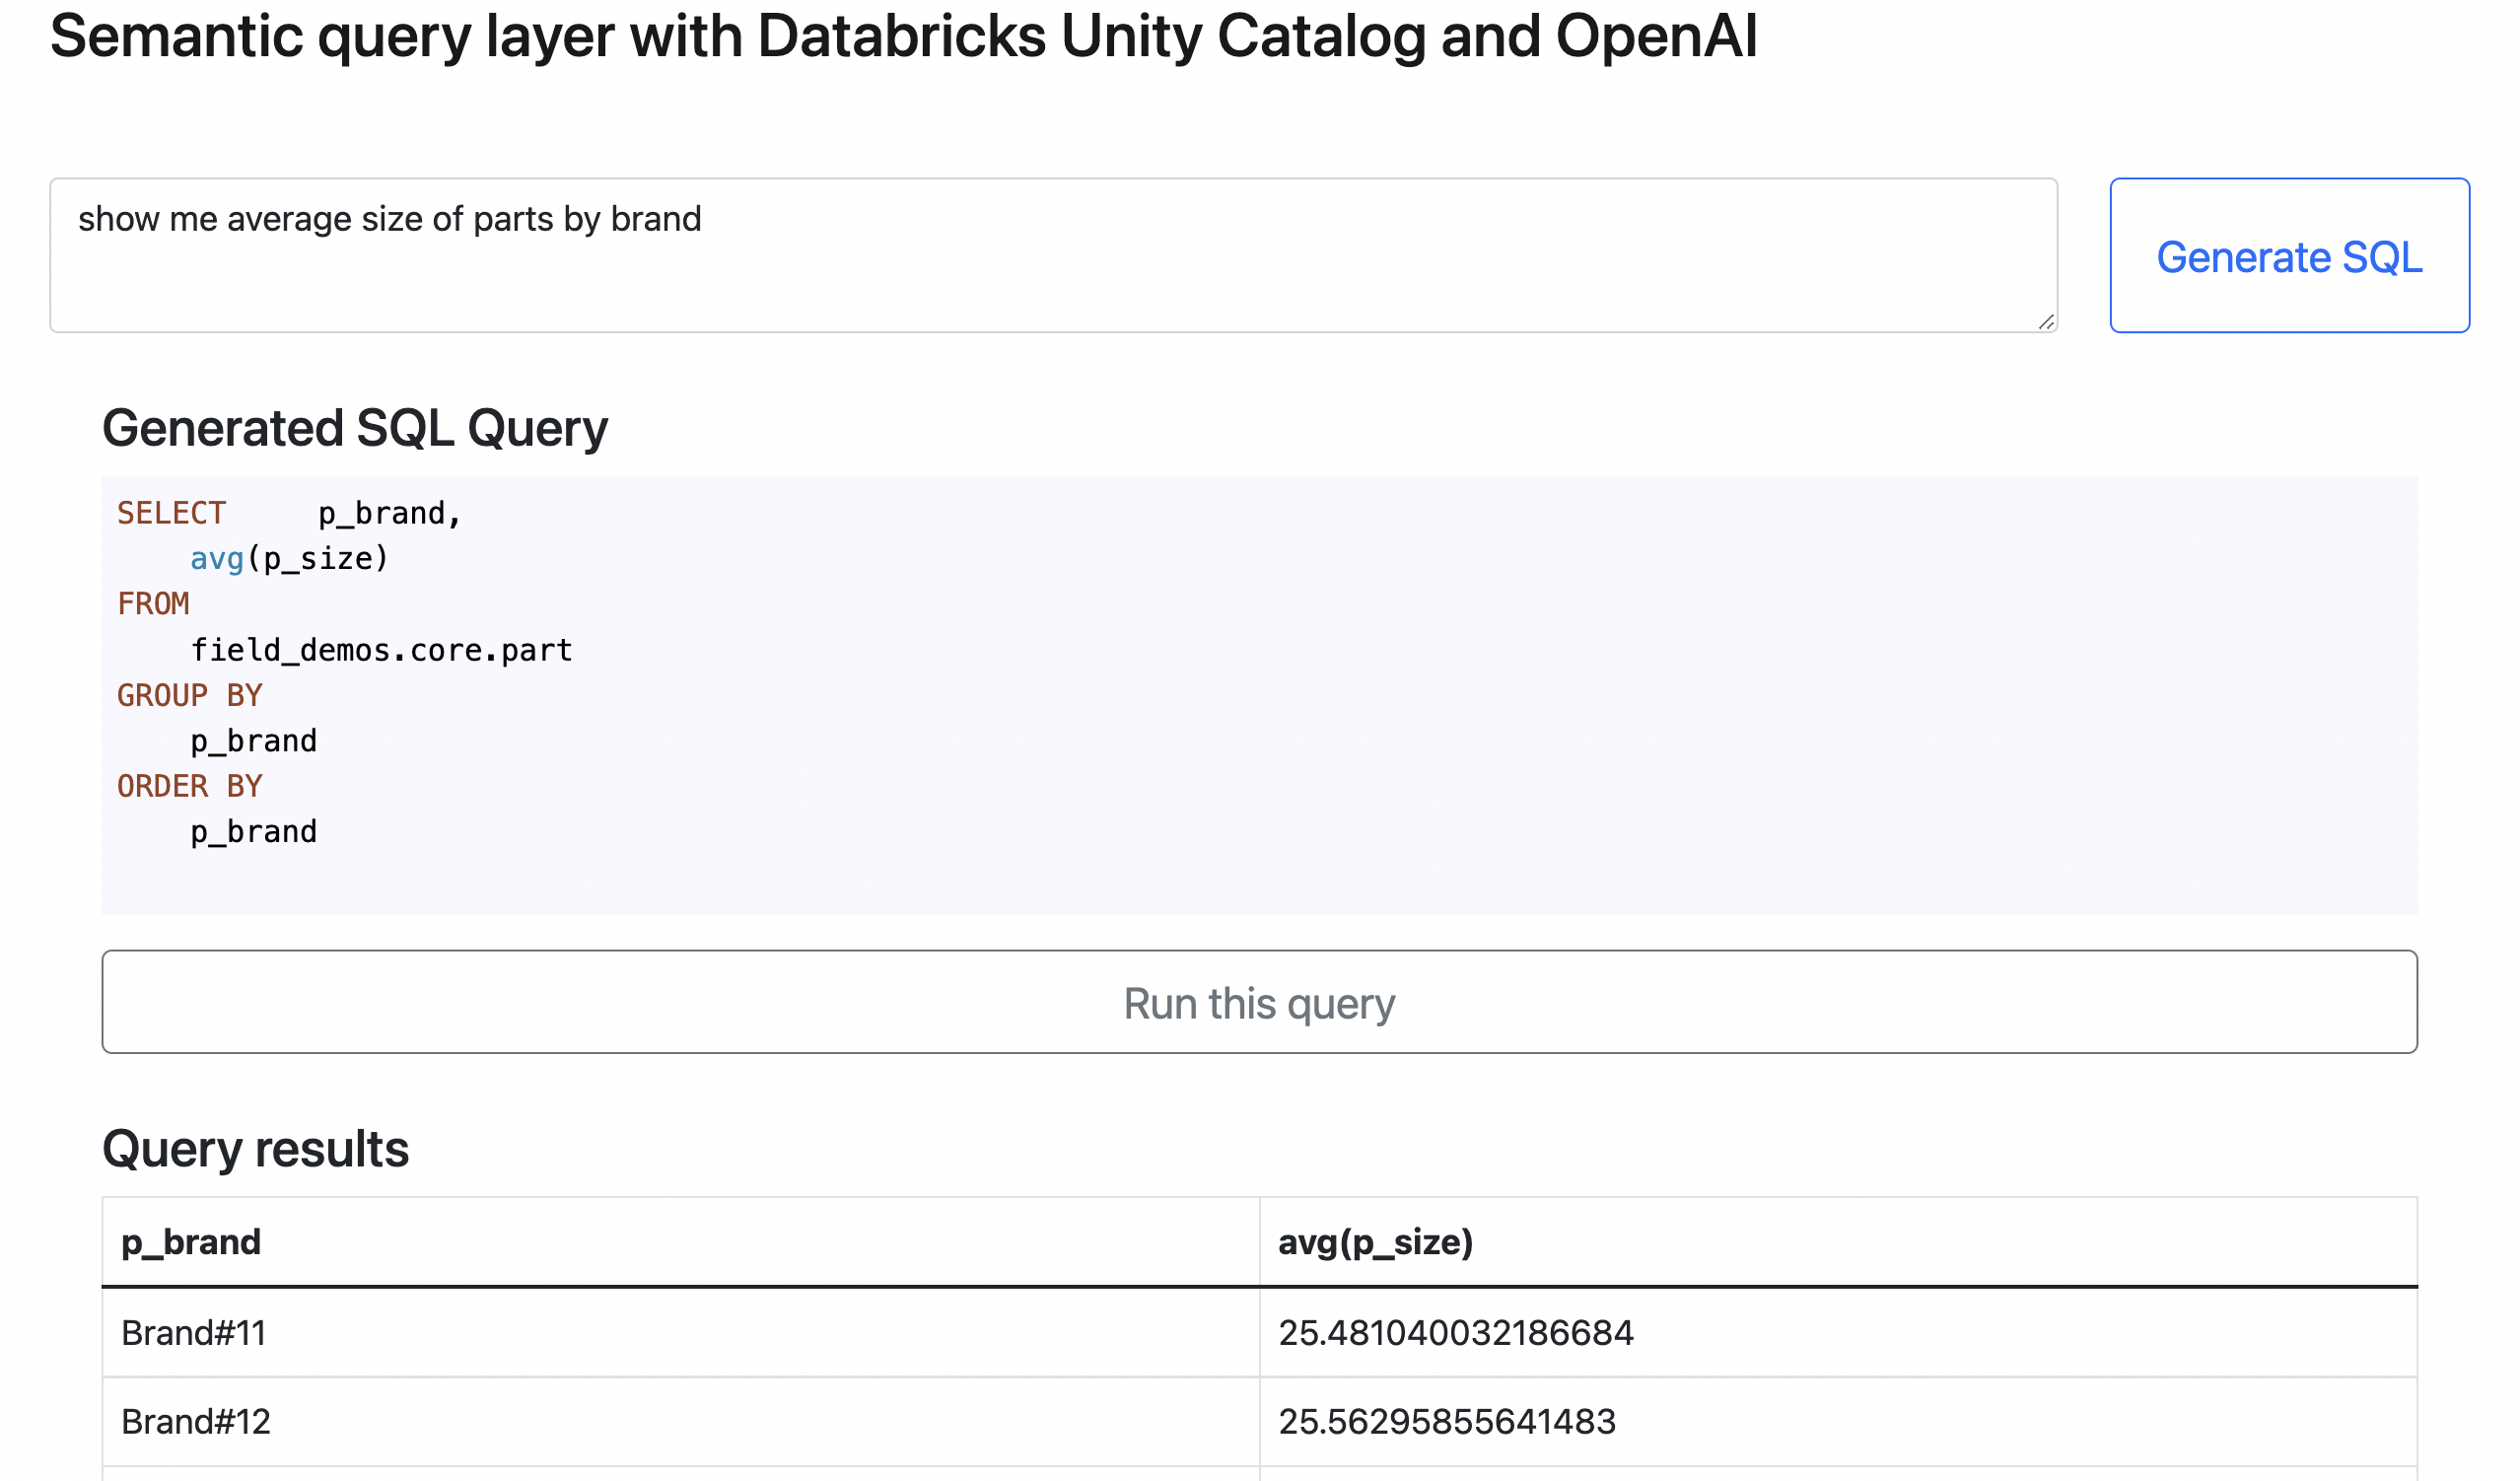 Semantic query layer with Databricks Unity Catalog and OpenAI
show me average size of parts by brand
Generate SQL
Generated SQL Query
SELECT     p_brand,
    avg(p_size)
FROM
    field_demos.core.part
GROUP BY
    p_brand
ORDER BY
    p_brand
Run this query
Query results
p_brand avg(p_size)
Brand#11 25.481040032186684
Brand#12 25.56295855641483